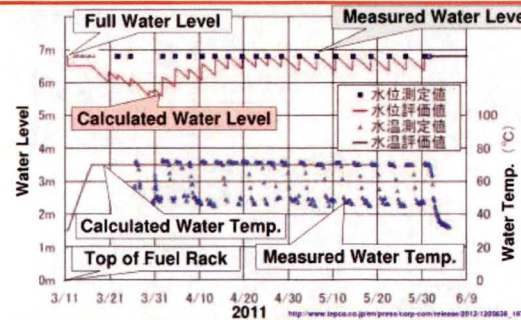 Full Water Level
Measured Water Leve
7m
6m
5m
4m
3m
2m
1m
0m
Water Level
Calculated Water Level
■ 水位測定値
水位評価値
▲ 水温測定値
水温評価値
100
80
60
40
20
0
Water Temp. (℃)
Calculated Water Temp.
Measured Water Temp.
Top of Fuel Rack
3/11 3/21 3/31 4/10 4/20 4/30 5/10 5/20 5/30 6/9
2011